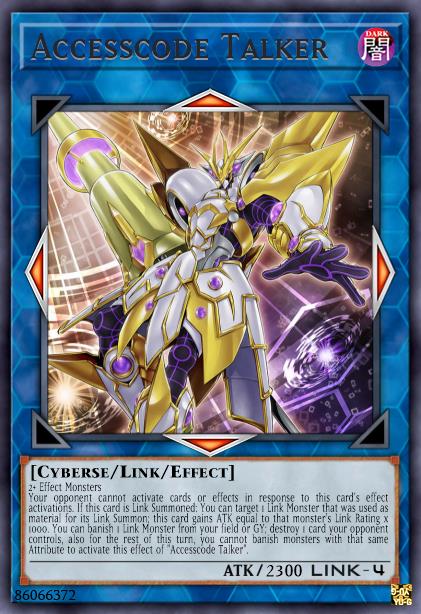 Accesscode Talker
DARK
闇
[Cyberse/Link/Effect]
2+ Effect Monsters
Your opponent cannot activate cards or effects in response to this card's effect
activations. If this card is Link Summoned: You can target 1 Link Monster that was used as
material for its Link Summon; this card gains ATK equal to that monster's Link Rating x
1000. You can banish 1 Link Monster from your field or GY; destroy 1 card your opponent
controls, also for the rest of this turn, you cannot banish monsters with that same
Attribute to activate this effect of "Accesscode Talker".
ATK/2300 LINK-4
86066372